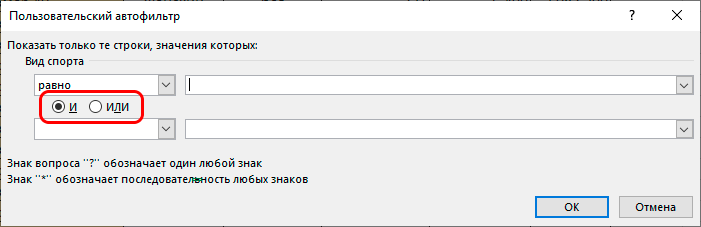 Пользовательский автофильтр
? ×
Показать только те строки, значения которых:
Вид спорта
равно
И ИЛИ
Знак вопроса "?" обозначает один любой знак
Знак "*" обозначает последовательность любых знаков
ОК Отмена